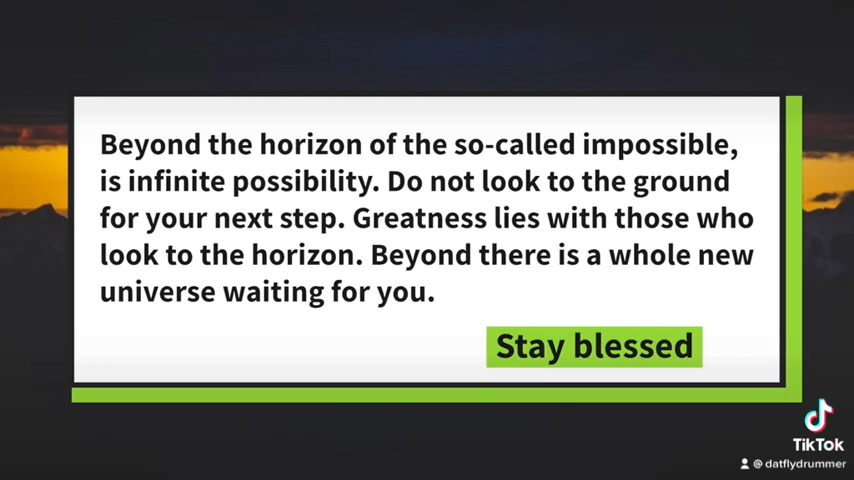 Beyond the horizon of the so-called impossible,
is infinite possibility. Do not look to the ground
for your next step. Greatness lies with those who
look to the horizon. Beyond there is a whole new
universe waiting for you.
Stay blessed
TikTok
@ datflydrummer